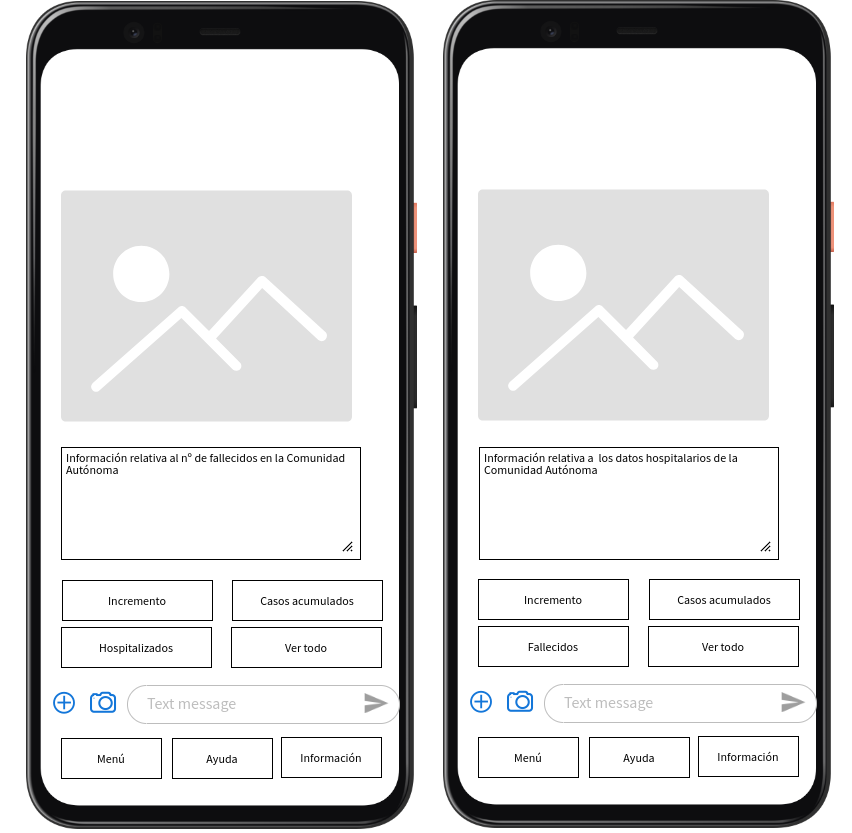 Información relativa al nº de fallecidos en la Comunidad
Autónoma
Incremento
Casos acumulados
Hospitalizados
Ver todo
Text message
Menú
Ayuda
Información
Información relativa a  los datos hospitalarios de la
Comunidad Autónoma
Incremento
Casos acumulados
Fallecidos
Ver todo
Text message
Menú
Ayuda
Información